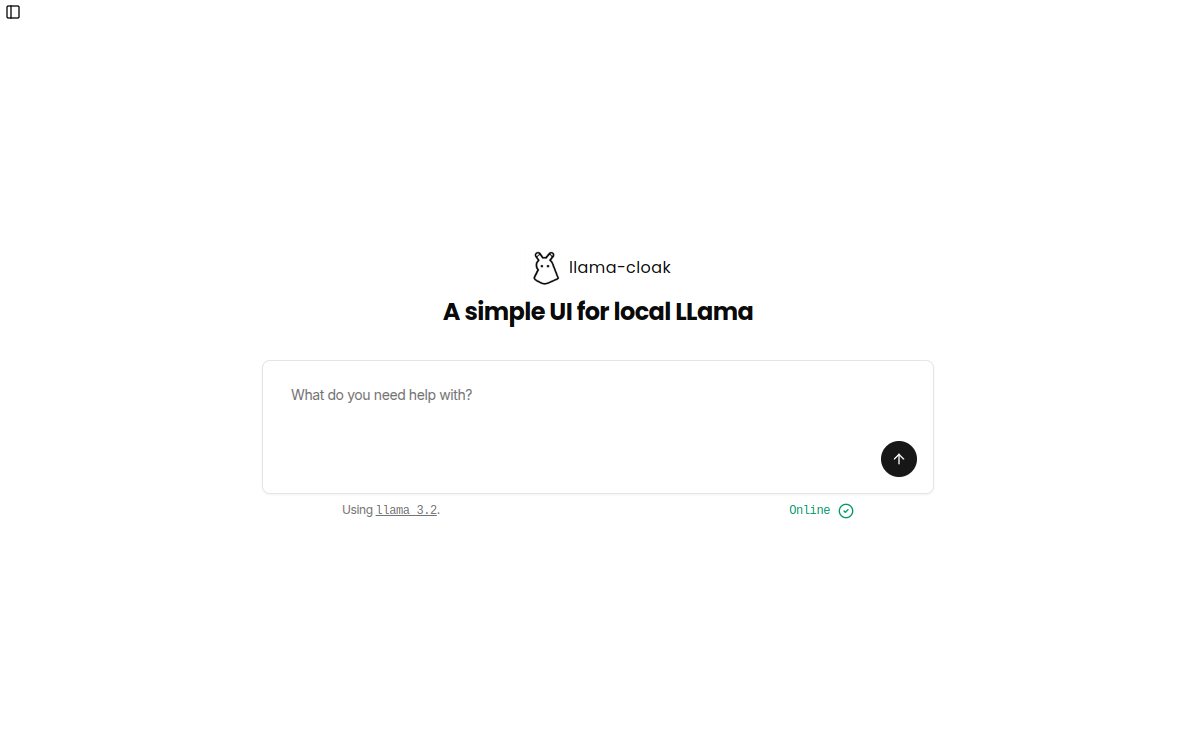 llama-cloak
A simple UI for local LLama
What do you need help with?
Using llama 3.2.
Online